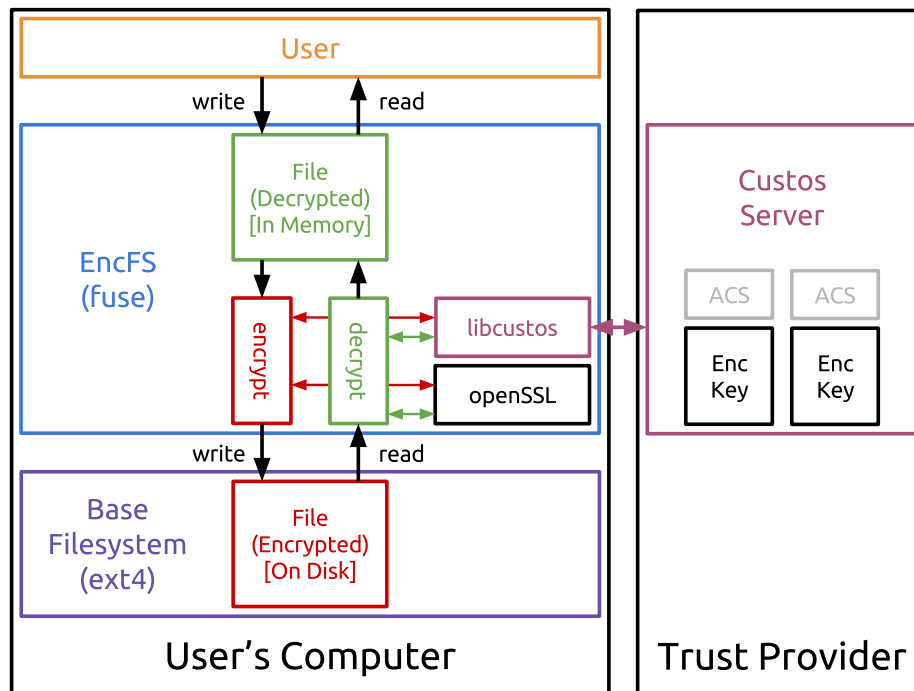 User
write
read
File
(Decrypted)
[In Memory]
EncFS
(fuse)
encrypt
decrypt
libcustos
openSSL
write
read
Base
Filesystem
(ext4)
File
(Encrypted)
[On Disk]
User's Computer
Custos
Server
ACS
ACS
Enc
Key
Enc
Key
Trust Provider